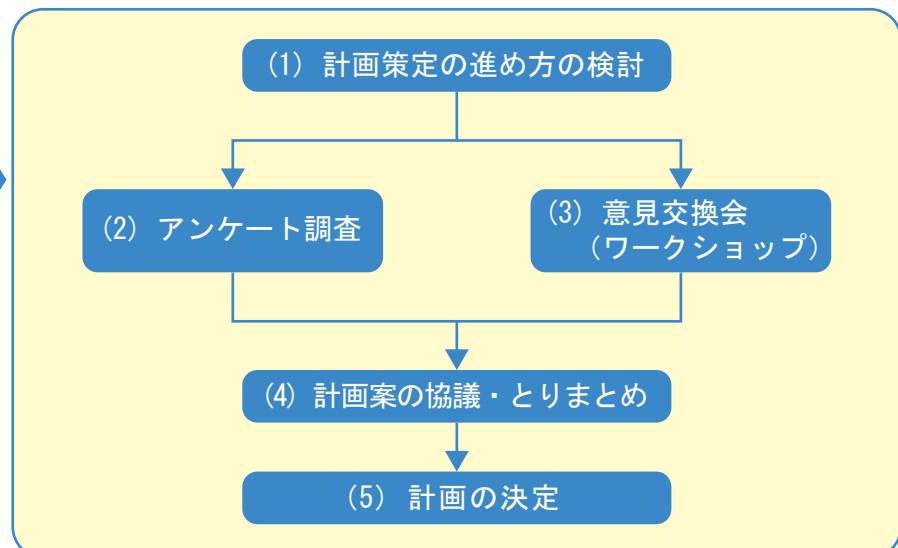 (1) 計画策定の進め方の検討
(2) アンケート調査
(3) 意見交換会
(ワークショップ)
(4) 計画案の協議・とりまとめ
(5) 計画の決定